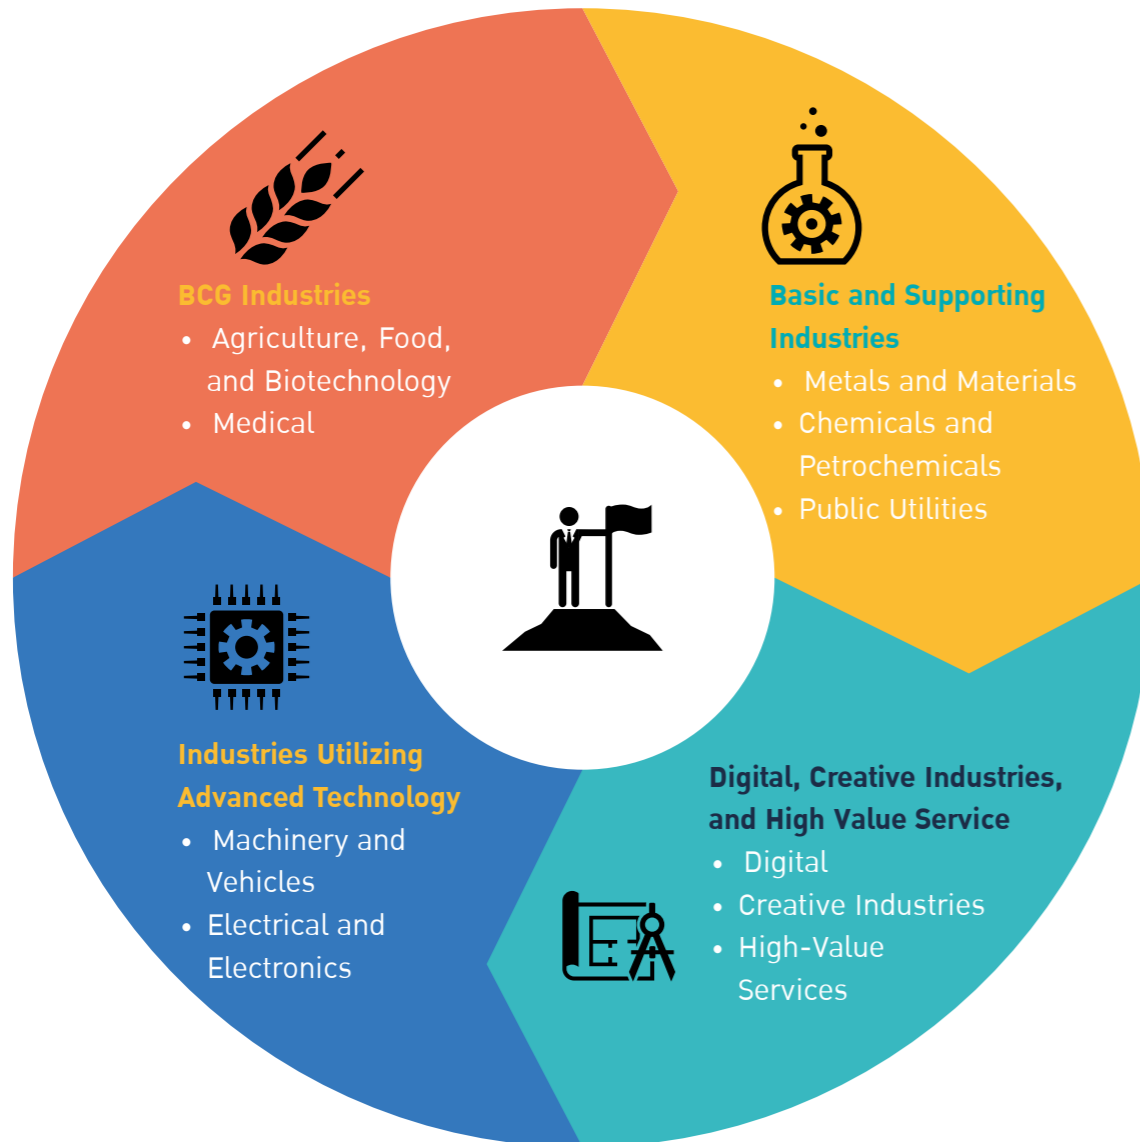 BCG Industries
• Agriculture, Food,
and Biotechnology
• Medical
Basic and Supporting
Industries
• Metals and Materials
• Chemicals and
Petrochemicals
• Public Utilities
Industries Utilizing
Advanced Technology
• Machinery and
Vehicles
• Electrical and
Electronics
Digital, Creative Industries,
and High Value Service
• Digital
• Creative Industries
• High-Value
Services